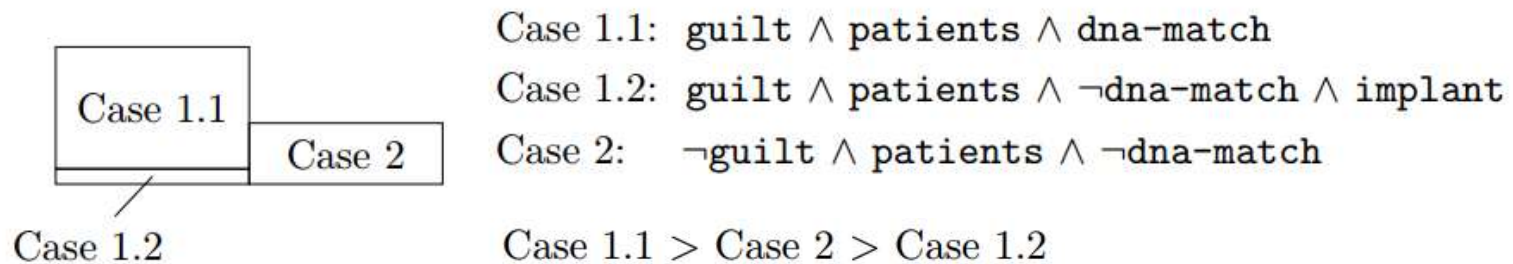 Case 1.1
Case 2
Case 1.2
Case 1.1: guilt ∧ patients ∧ dna-match
Case 1.2: guilt ∧ patients ∧ ¬dna-match ∧ implant
Case 2: ¬guilt ∧ patients ∧ ¬dna-match
Case 1.1 > Case 2 > Case 1.2